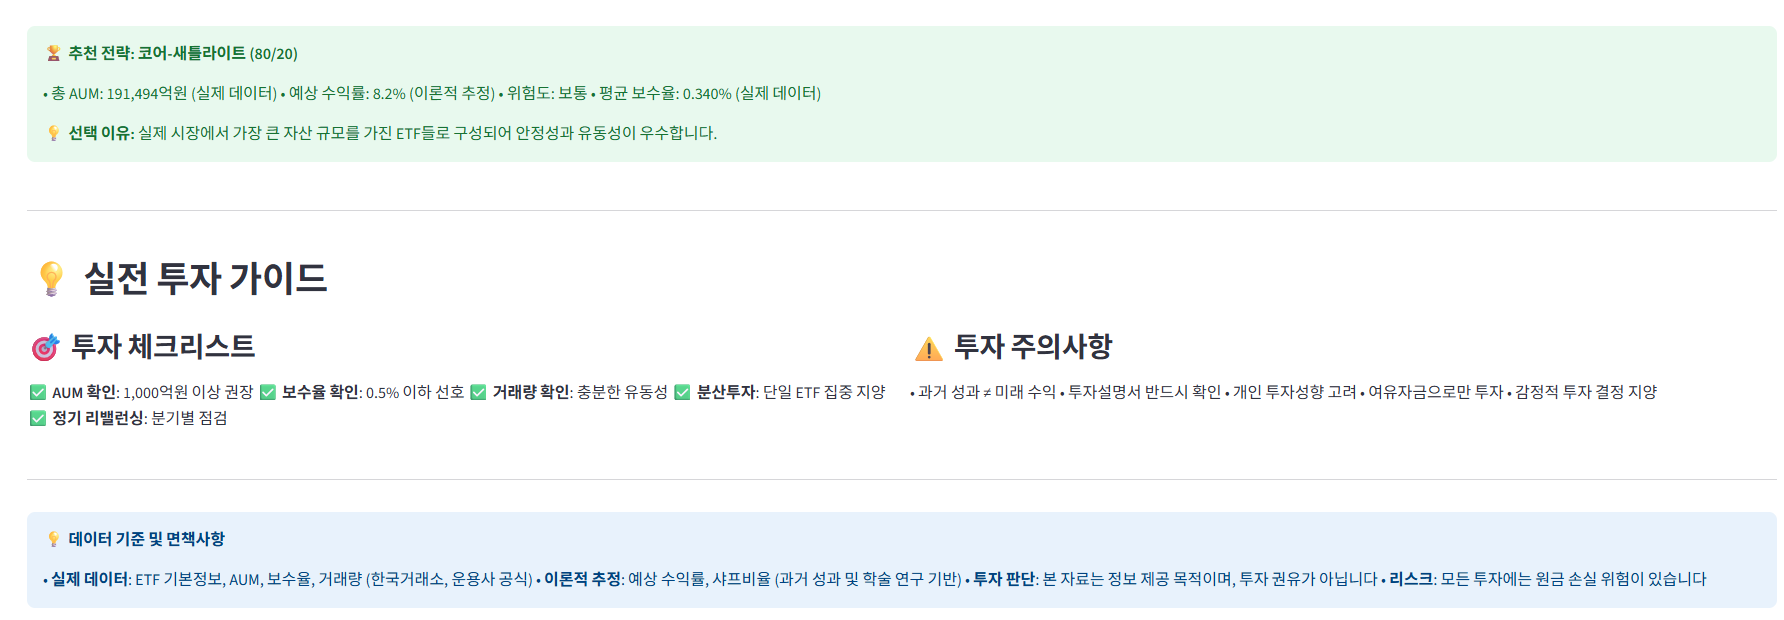 🏆 추천 전략: 코어-새틀라이트 (80/20)
• 총 AUM: 191,494억원 (실제 데이터) • 예상 수익률: 8.2% (이론적 추정) • 위험도: 보통 • 평균 보수율: 0.340% (실제 데이터)
💡 선택 이유: 실제 시장에서 가장 큰 자산 규모를 가진 ETF들로 구성되어 안정성과 유동성이 우수합니다.
💡 실전 투자 가이드
🎯 투자 체크리스트
✅ AUM 확인: 1,000억원 이상 권장 ✅ 보수율 확인: 0.5% 이하 선호 ✅ 거래량 확인: 충분한 유동성 ✅ 분산투자: 단일 ETF 집중 지양
✅ 정기 리밸런싱: 분기별 점검
⚠️ 투자 주의사항
• 과거 성과 ≠ 미래 수익 • 투자설명서 반드시 확인 • 개인 투자성향 고려 • 여유자금으로만 투자 • 감정적 투자 결정 지양
💡 데이터 기준 및 면책사항
• 실제 데이터: ETF 기본정보, AUM, 보수율, 거래량 (한국거래소, 운용사 공식) • 이론적 추정: 예상 수익률, 샤프비율 (과거 성과 및 학술 연구 기반) • 투자 판단: 본 자료는 정보 제공 목적이며, 투자 권유가 아닙니다 • 리스크: 모든 투자에는 원금 손실 위험이 있습니다